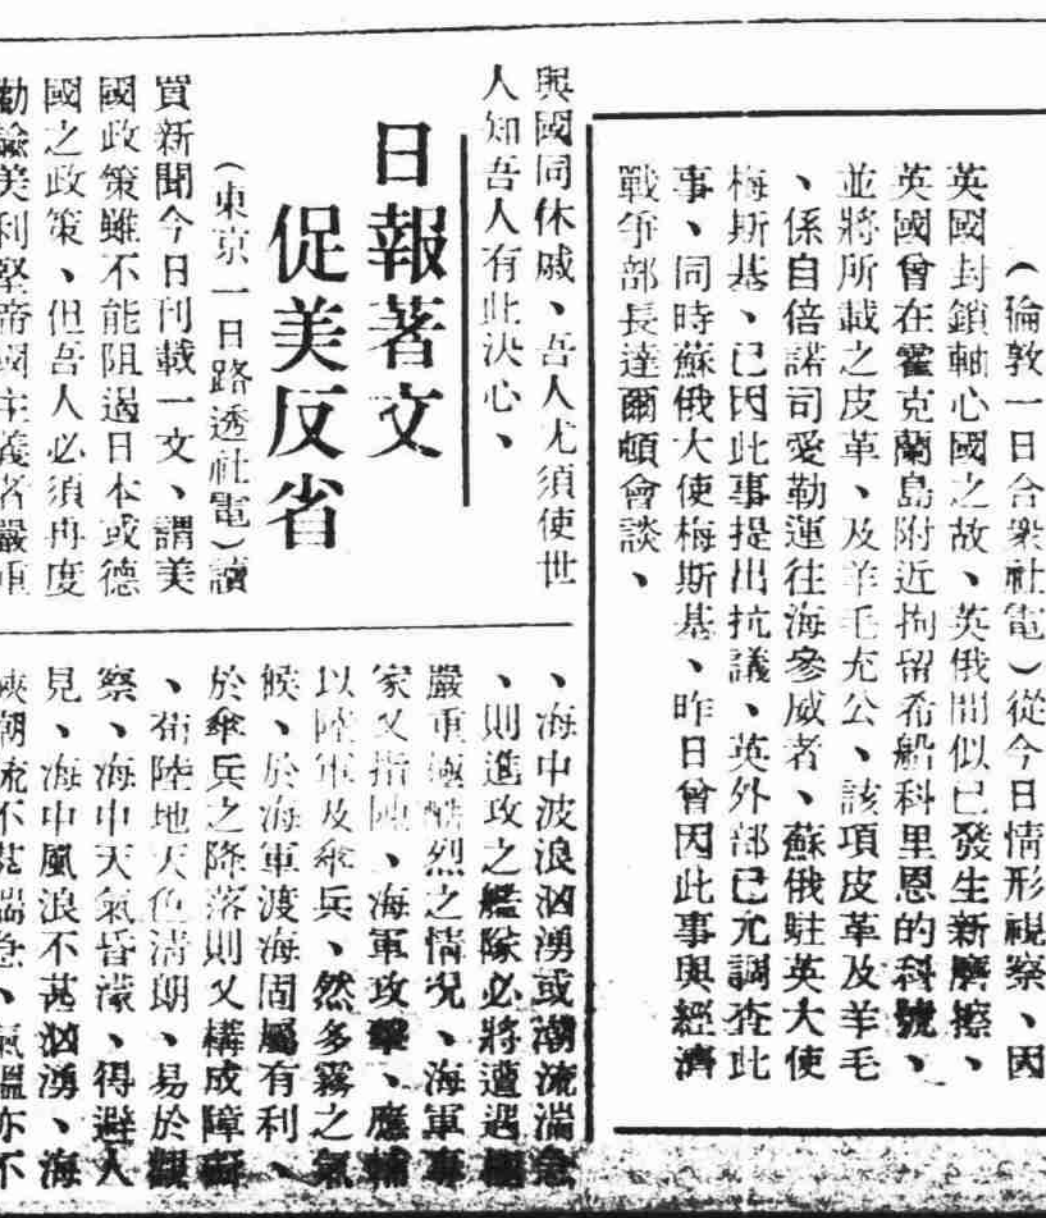 （倫敦一日合衆社電）從今日情形視察、因
英國封鎖軸心國之故、英俄間似已發生新磨擦、
英國曾在霍克蘭島附近拘留希船科里恩的科號、
並將所載之皮革、及羊毛充公、該項皮革及羊毛
、係自倍諾司愛勒運往海參威者、蘇俄駐英大使
梅斯基、已因此事提出抗議、英外部已允調查此
事、同時蘇俄大使梅斯基、昨日曾因此事與經濟
戰爭部長達爾頓會談、
與國同休戚、吾人尤須使世
人知吾人有此決心、
日報著文
促美反省
（東京一日路透社電）讀
買新聞今日刊載一文、謂美
國政策雖不能阻遏日本或德
國之政策、但吾人必須再度
勸諭美利堅帝國主義者嚴重
、海中波浪汹湧或潮流湍急
、則進攻之艦隊必將遭遇
嚴重極酷烈之情況、海軍專
家又指陳、海軍攻擊、應輔
以陸軍及傘兵、然多霧之氣
候、於海軍渡海固屬有利、
於傘兵之降落則又構成障礙
、若陸地天色清朗、易於觀
察、海中天氣昏濛、得避人
見、海中風浪不甚汹湧、海
峽潮流不甚湍急、氣溫亦不